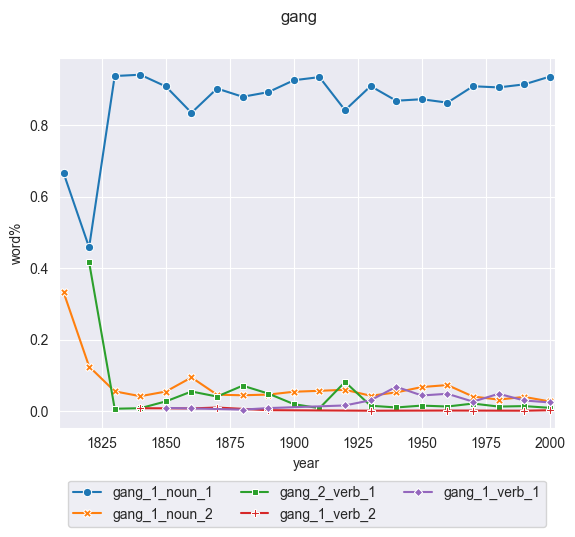 gang
word%
0.8
0.6
0.4
0.2
0.0
1825 1850 1875 1900 1925 1950 1975 2000
year
gang_1_noun_1 gang_2_verb_1 gang_1_verb_1
gang_1_noun_2 gang_1_verb_2